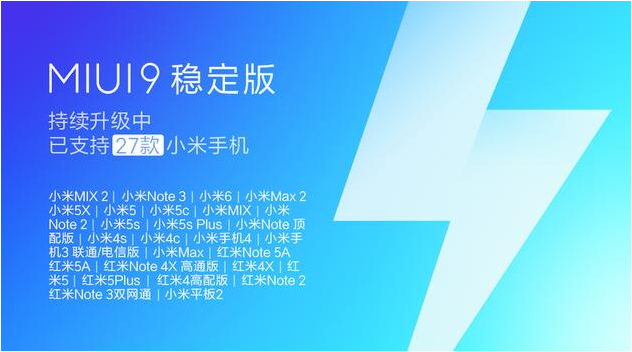 MIUI9 稳定版
持续升级中
已支持 27款 小米手机
小米MIX 2 | 小米Note 3 | 小米6 | 小米Max 2
小米5X | 小米5 | 小米5c | 小米MIX | 小米
Note 2 | 小米5s | 小米5s Plus | 小米Note 顶
配版 | 小米4s | 小米4c | 小米手机4 | 小米手
机3 联通/电信版 | 小米Max | 红米Note 5A
红米5A | 红米Note 4X 高通版 | 红米4X | 红
米5 | 红米5Plus | 红米4高配版 | 红米Note 2
红米Note 3双网通 | 小米平板2